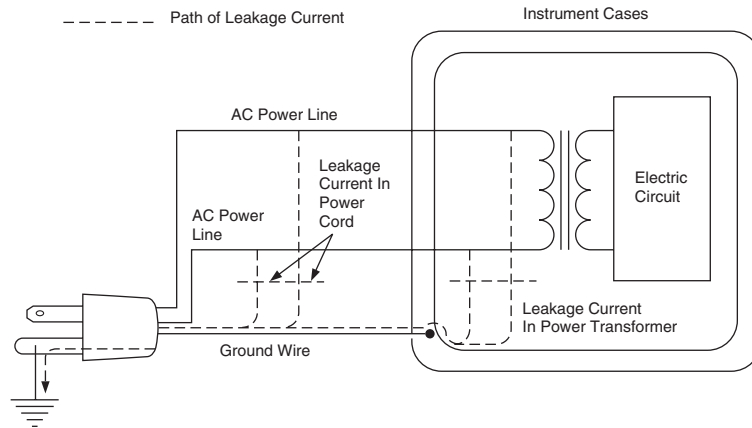 Path of Leakage Current
Instrument Cases
AC Power Line
Leakage
Current In
Power
Cord
AC Power
Line
Electric
Circuit
Leakage Current
In Power Transformer
Ground Wire